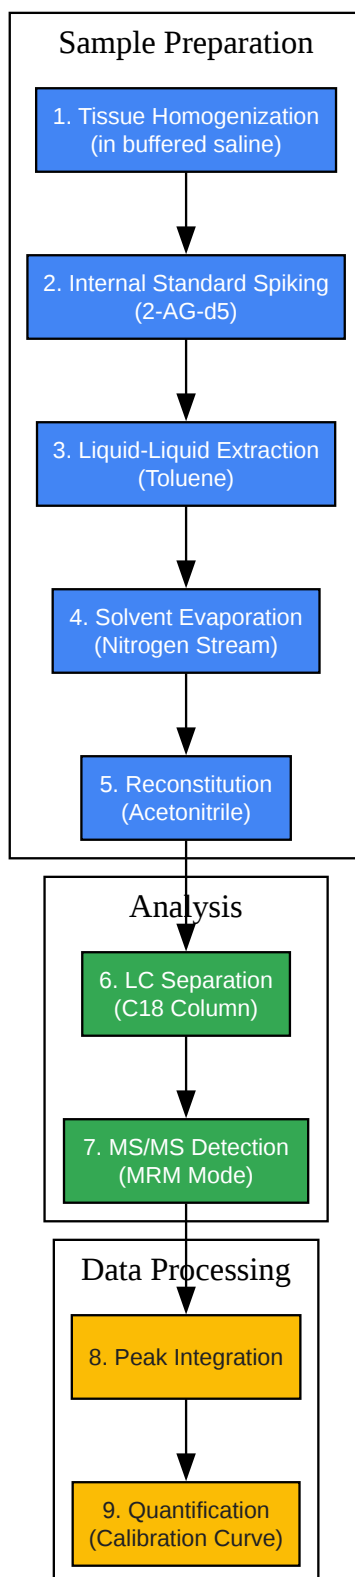 Sample Preparation
1. Tissue Homogenization
(in buffered saline)
2. Internal Standard Spiking
(2-AG-d5)
3. Liquid-Liquid Extraction
(Toluene)
4. Solvent Evaporation
(Nitrogen Stream)
5. Reconstitution
(Acetonitrile)
Analysis
6. LC Separation
(C18 Column)
7. MS/MS Detection
(MRM Mode)
Data Processing
8. Peak Integration
9. Quantification
(Calibration Curve)